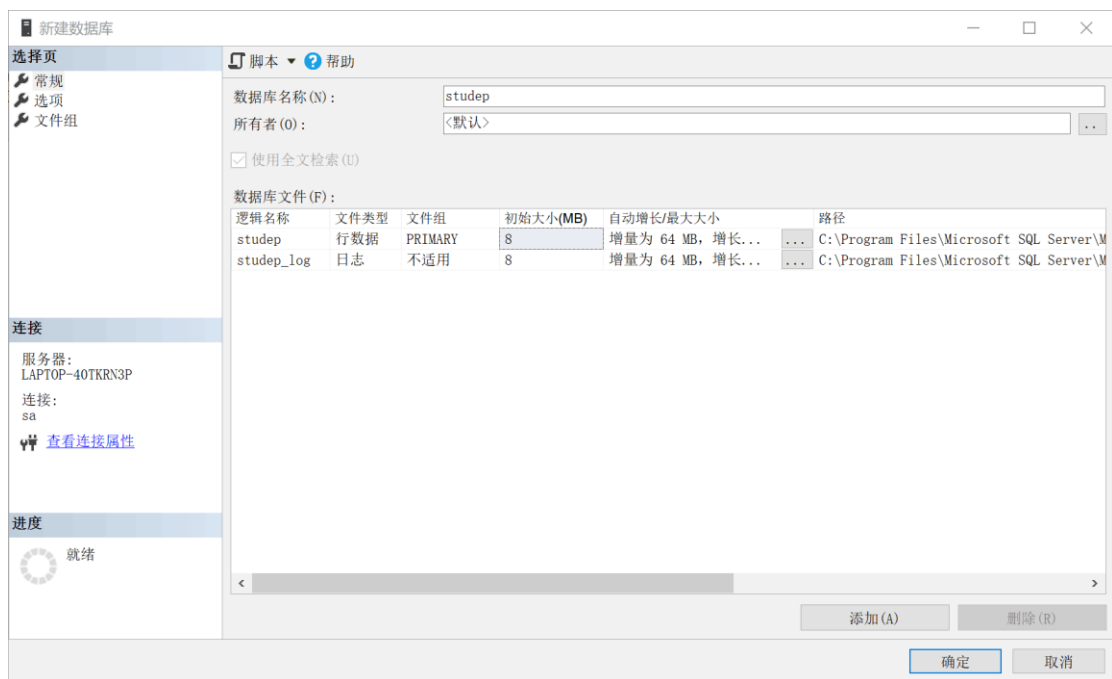 新建数据库
选择页
常规
选项
文件组
脚本 帮助
数据库名称(N): studep
所有者(O): <默认> ..
使用全文检索(U)
数据库文件(F):
逻辑名称 文件类型 文件组 初始大小(MB) 自动增长/最大大小 路径
studep 行数据 PRIMARY 8 增量为 64 MB，增长... ... C:\Program Files\Microsoft SQL Server\M
studep_log 日志 不适用 8 增量为 64 MB，增长... ... C:\Program Files\Microsoft SQL Server\M
连接
服务器:
LAPTOP-40TKRN3P
连接:
sa
查看连接属性
进度
就绪
添加(A) 删除(R)
确定 取消